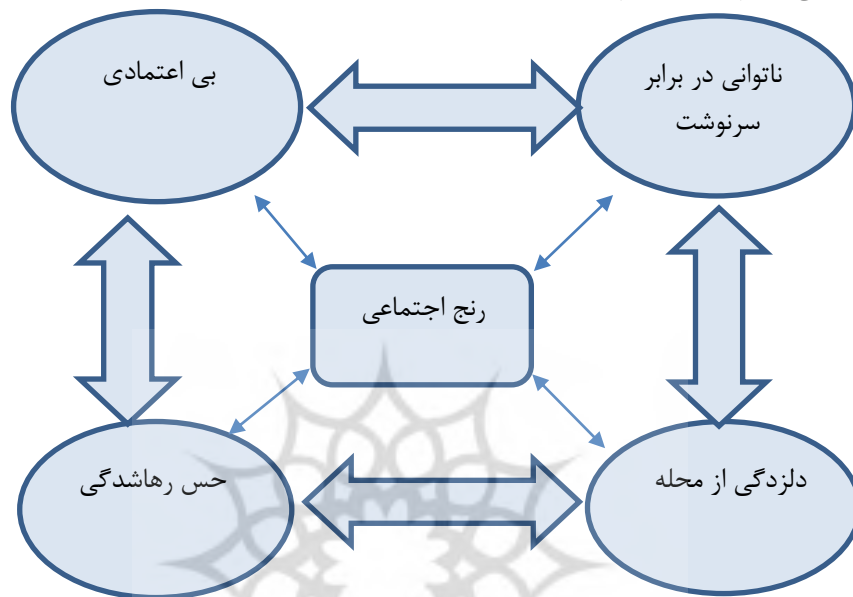 ناتوانی در برابر
سرنوشت
بی اعتمادی
رنج اجتماعی
دلزدگی از محله
حس رهاشدگی